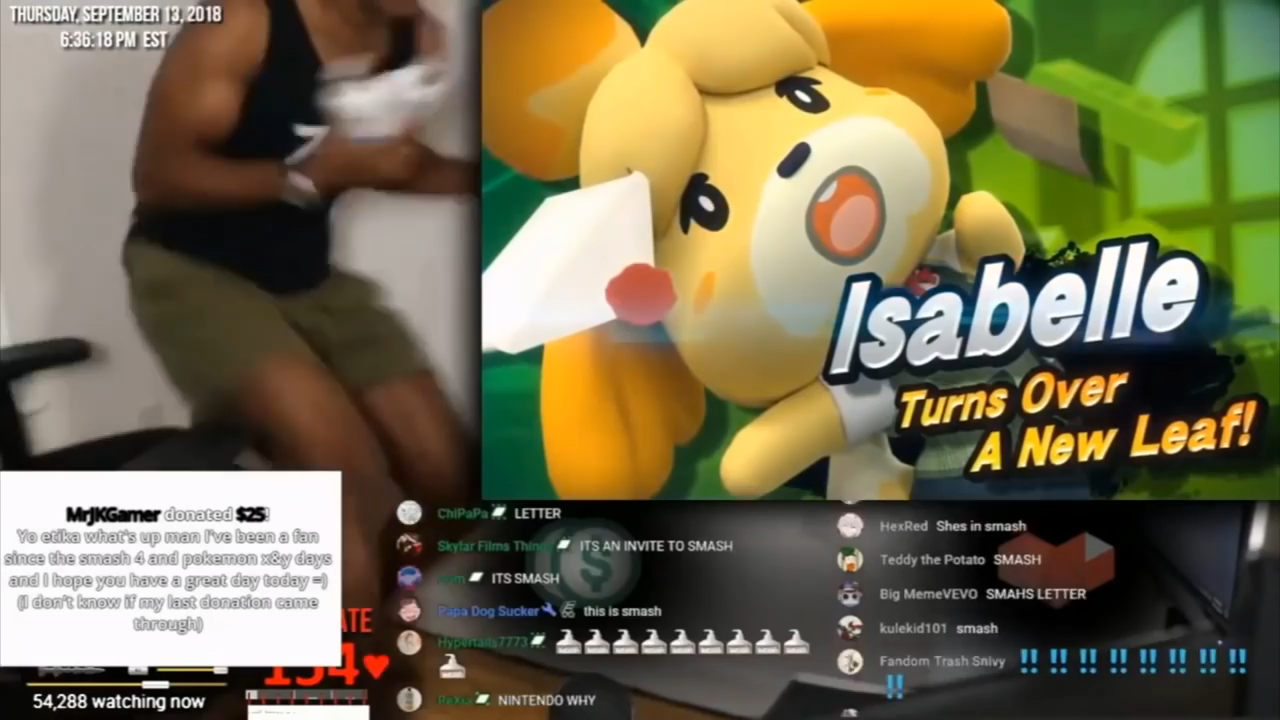 THURSDAY, SEPTEMBER 13, 2018
6:36:18 PM EST
Isabelle
Turns Over
A New Leaf!
MrJKGamer donated $25!
Yo etika what's up man I've been a fan
since the smash 4 and pokemon x&y days
and I hope you have a great day today =)
(I don't know if my last donation came
through)
54,288 watching now
ChiPaPa LETTER
Skylar Films ITS AN INVITE TO SMASH
ITS SMASH
Papa Dog Sucker this is smash
Hypertails7773
NINTENDO WHY
HexRed Shes in smash
Teddy the Potato SMASH
Big MemeVEVO SMAHS LETTER
kulekid101 smash
Fandom Trash Snivy !! !! !! !! !! !! !! !!
!!